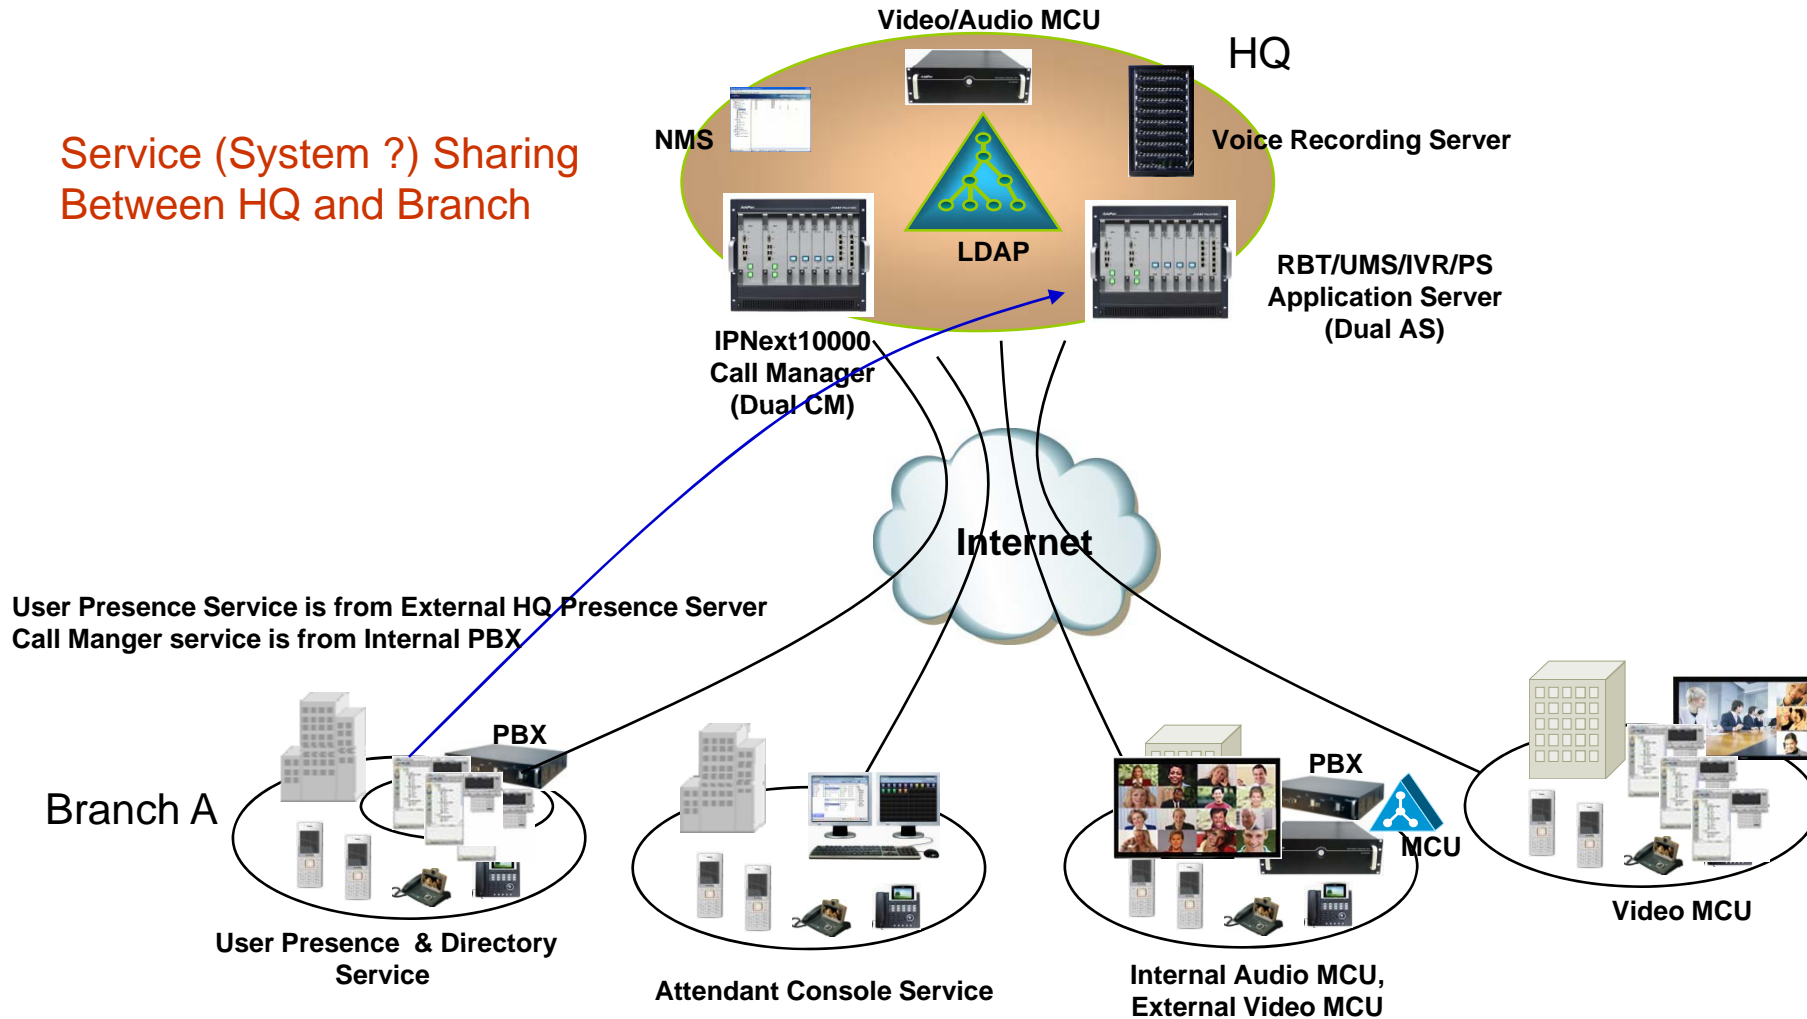 Video/Audio MCU
HQ
Service (System ?) Sharing
Between HQ and Branch
NMS
Voice Recording Server
LDAP
RBT/UMS/IVR/PS
Application Server
(Dual AS)
IPNext10000
Call Manager
(Dual CM)
Internet
User Presence Service is from External HQ Presence Server
Call Manger service is from Internal PBX
PBX
PBX
Branch A
MCU
Video MCU
User Presence & Directory
Service
Attendant Console Service
Internal Audio MCU,
External Video MCU